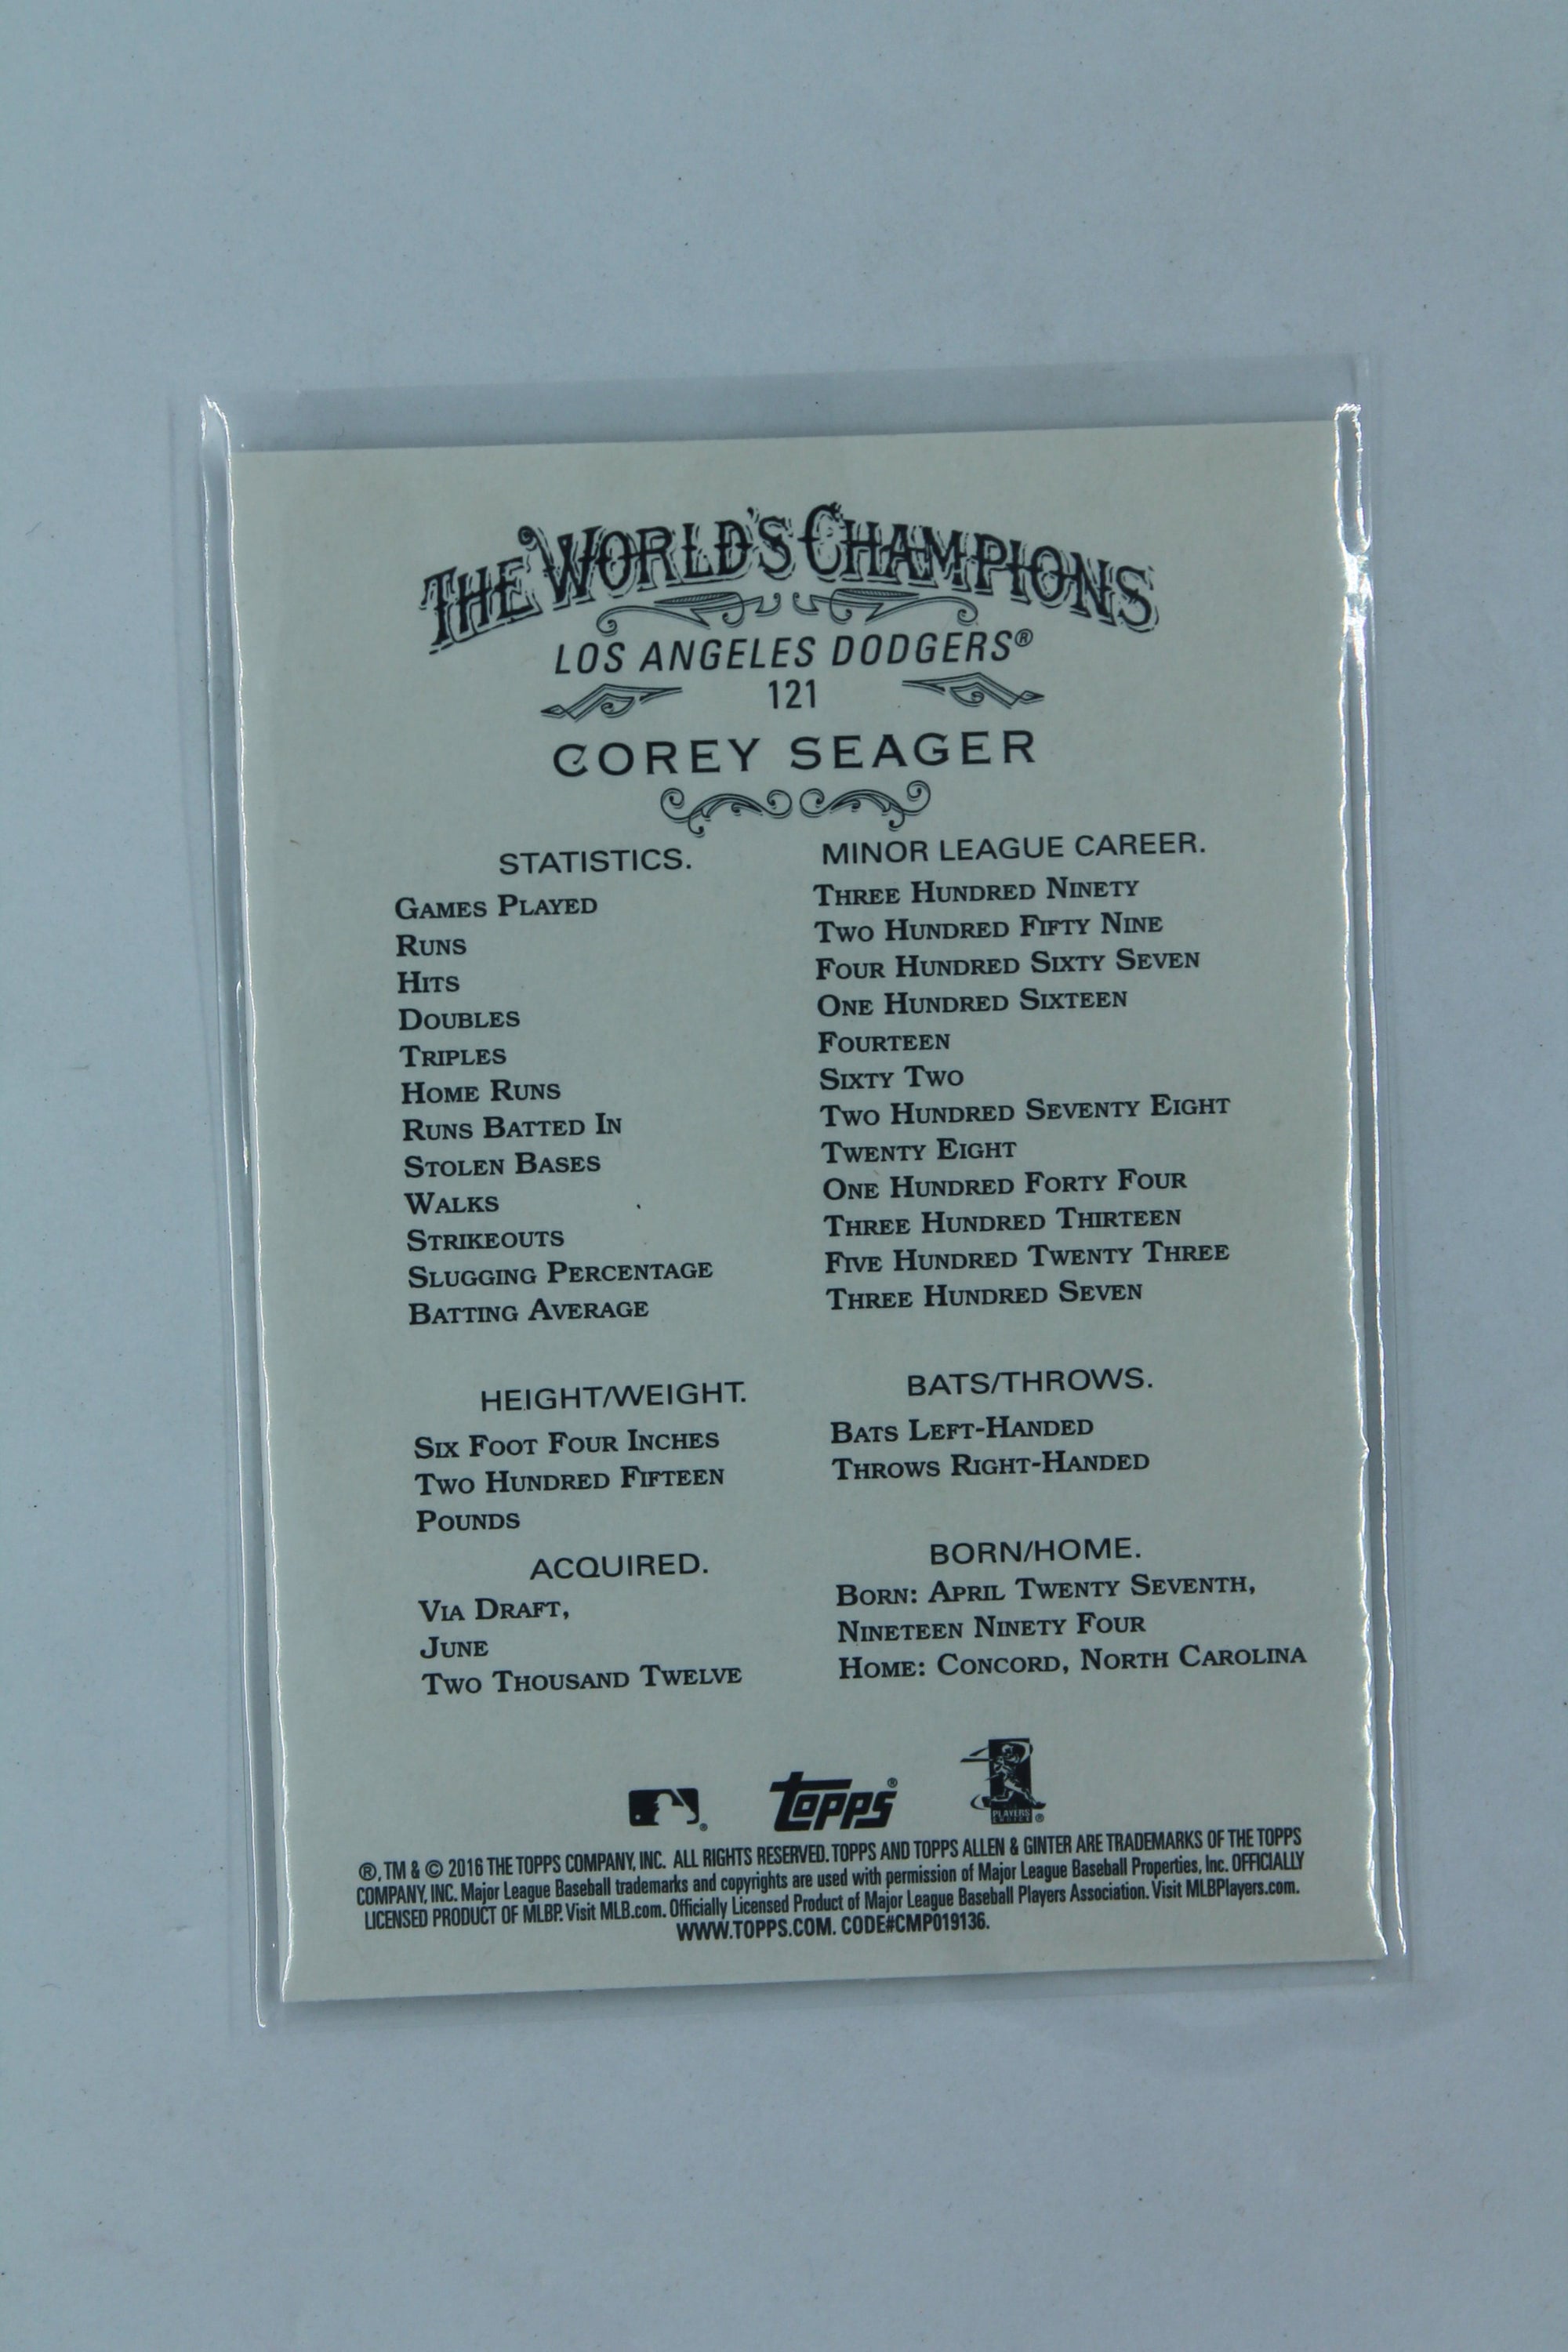 THE WORLD'S CHAMPIONS
LOS ANGELES DODGERS®
121
COREY SEAGER
STATISTICS. MINOR LEAGUE CAREER.
GAMES PLAYED THREE HUNDRED NINETY
RUNS TWO HUNDRED FIFTY NINE
HITS FOUR HUNDRED SIXTY SEVEN
DOUBLES ONE HUNDRED SIXTEEN
TRIPLES FOURTEEN
HOME RUNS SIXTY TWO
RUNS BATTED IN TWO HUNDRED SEVENTY EIGHT
STOLEN BASES TWENTY EIGHT
WALKS ONE HUNDRED FORTY FOUR
STRIKEOUTS THREE HUNDRED THIRTEEN
SLUGGING PERCENTAGE FIVE HUNDRED TWENTY THREE
BATTING AVERAGE THREE HUNDRED SEVEN
HEIGHT/WEIGHT.
SIX FOOT FOUR INCHES
TWO HUNDRED FIFTEEN
POUNDS
BATS/THROWS.
BATS LEFT-HANDED
THROWS RIGHT-HANDED
ACQUIRED.
VIA DRAFT,
JUNE
TWO THOUSAND TWELVE
BORN/HOME.
BORN: APRIL TWENTY SEVENTH,
NINETEEN NINETY FOUR
HOME: CONCORD, NORTH CAROLINA
® topps® PLAYERS CHOICE ®
®, TM & © 2016 THE TOPPS COMPANY, INC. ALL RIGHTS RESERVED. TOPPS AND TOPPS ALLEN & GINTER ARE TRADEMARKS OF THE TOPPS
COMPANY, INC. Major League Baseball trademarks and copyrights are used with permission of Major League Baseball Properties, Inc. OFFICIALLY
LICENSED PRODUCT OF MLBP. Visit MLB.com. Officially Licensed Product of Major League Baseball Players Association. Visit MLBPlayers.com.
WWW.TOPPS.COM. CODE#CMP019136.